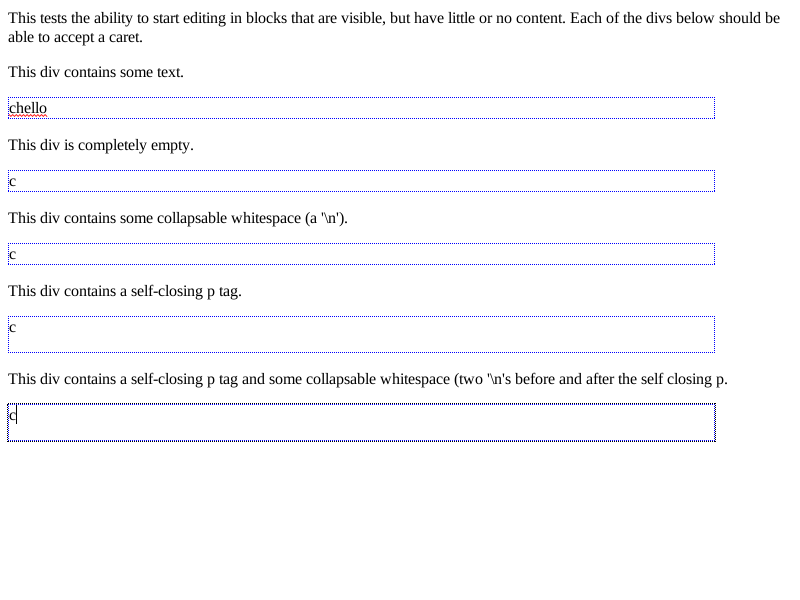 This tests the ability to start editing in blocks that are visible, but have little or no content. Each of the divs below should be
able to accept a caret.
This div contains some text.
chello
This div is completely empty.
c
This div contains some collapsable whitespace (a '\n').
c
This div contains a self-closing p tag.
c
This div contains a self-closing p tag and some collapsable whitespace (two '\n's before and after the self closing p.
c